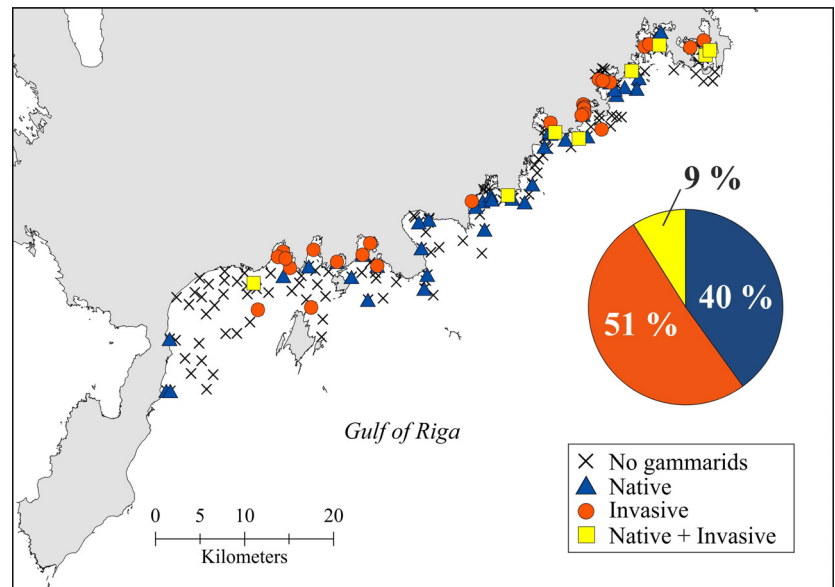 9 %
40 %
51 %
Gulf of Riga
No gammarids
Native
Invasive
Native + Invasive
0 5 10 20
Kilometers